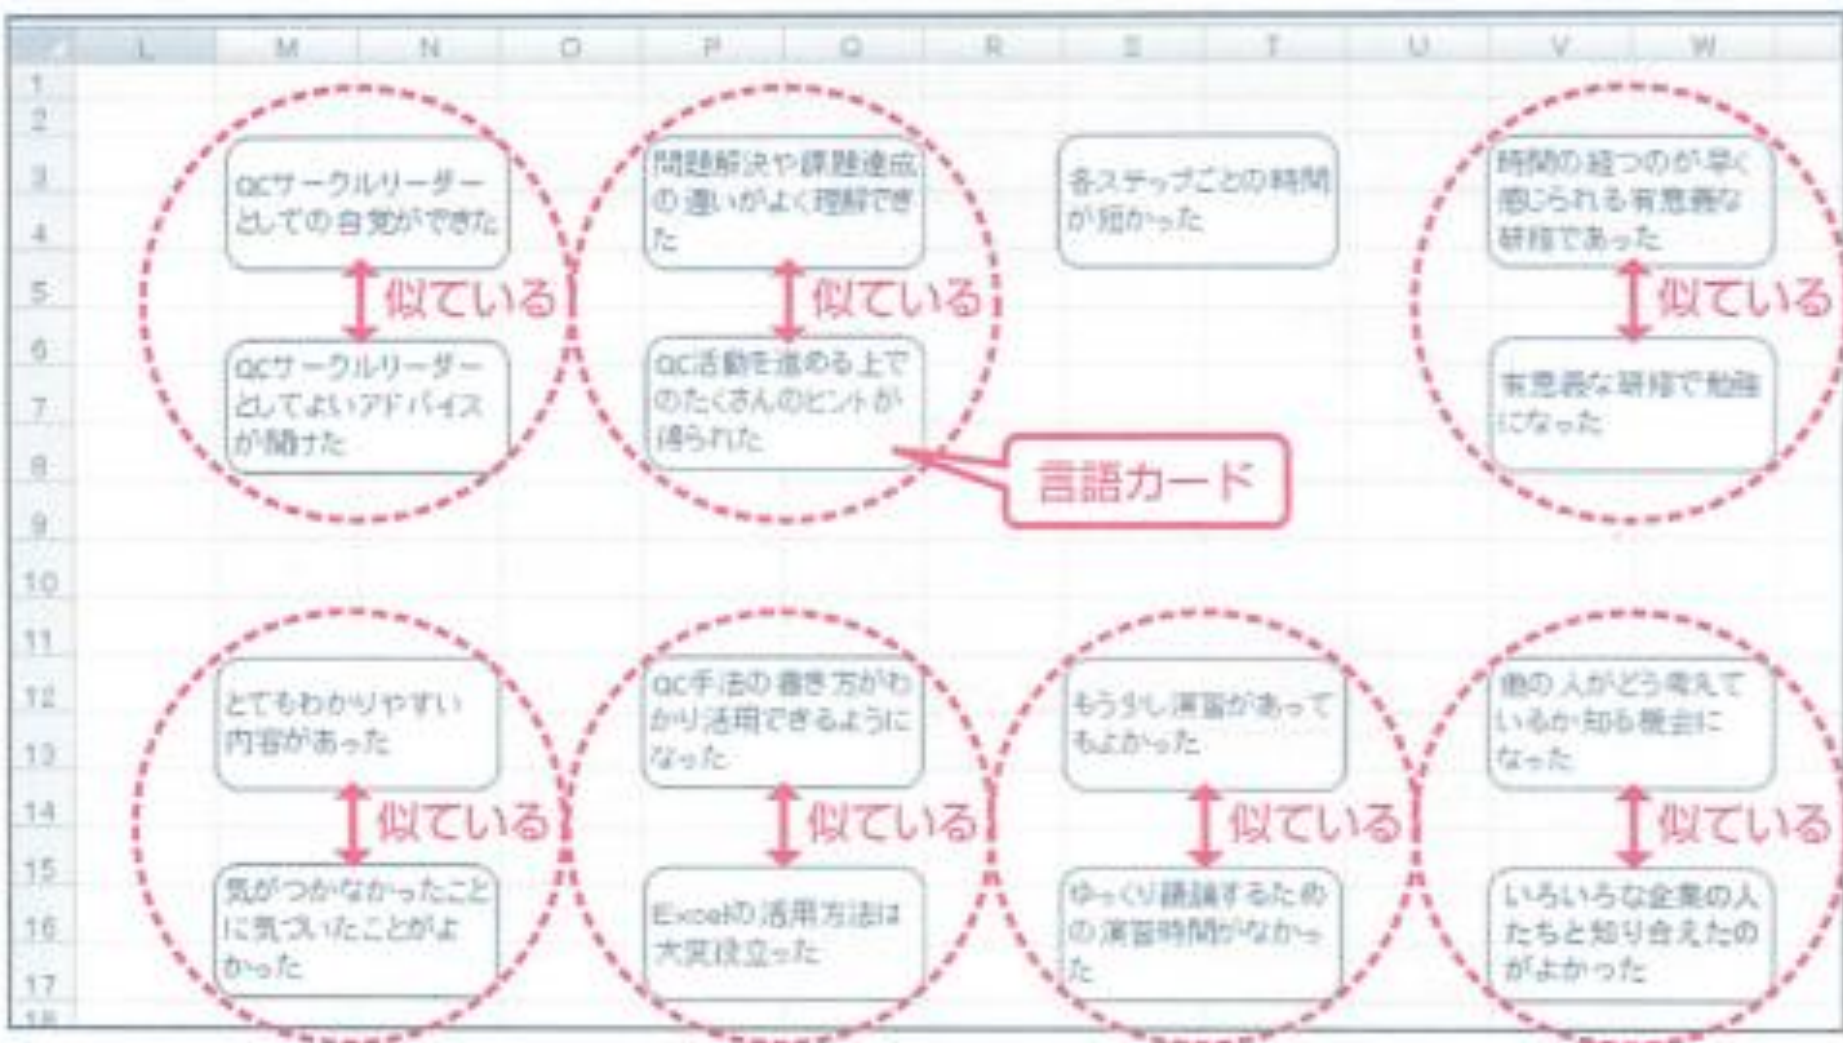 L M N O P Q R S T U V W
1
2
3
4
5
6
7
8
9
10
11
12
13
14
15
16
17
18
QCサークルリーダー
としての自覚ができた
似ている
QCサークルリーダー
としてよいアドバイス
が聞けた
問題解決や課題達成
の違いがよく理解でき
た
似ている
QC活動を進める上で
のたくさんのヒントが
得られた
言語カード
各ステップごとの時間
が短かった
時間の経つのが早く
感じられる有意義な
研修であった
似ている
有意義な研修で勉強
になった
とてもわかりやすい
内容があった
似ている
気がつかなかったこと
に気づいたことがよ
かった
QC手法の書き方がわ
かり活用できるように
なった
似ている
Excelの活用方法は
大変役立った
もう少し演習があって
もよかった
似ている
ゆっくり議論するため
の演習時間がなかっ
た
他の人がどう考えて
いるか知る機会に
なった
似ている
いろいろな企業の人
たちと知り合えたの
がよかった